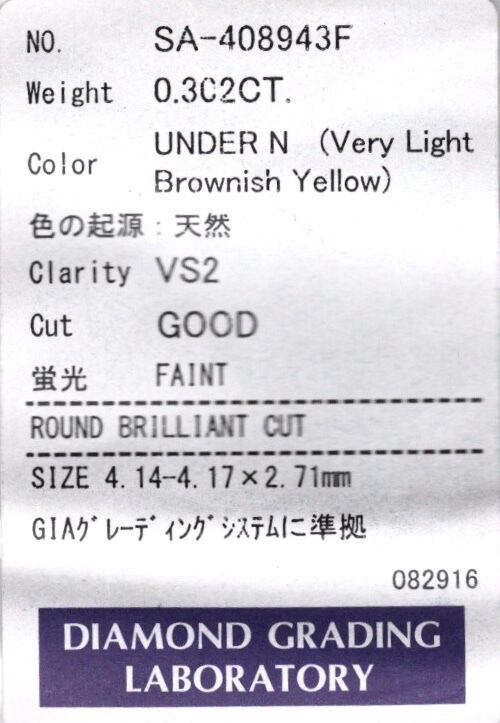 NO. SA-408943F
Weight 0.302CT.
Color UNDER N (Very Light
Brownish Yellow)
色の起源：天然
Clarity VS2
Cut GOOD
蛍光 FAINT
ROUND BRILLIANT CUT
SIZE 4.14-4.17×2.71mm
GIAｸﾞﾚｰﾃﾞｨﾝｸﾞｼｽﾃﾑに準拠
082916
DIAMOND GRADING
LABORATORY